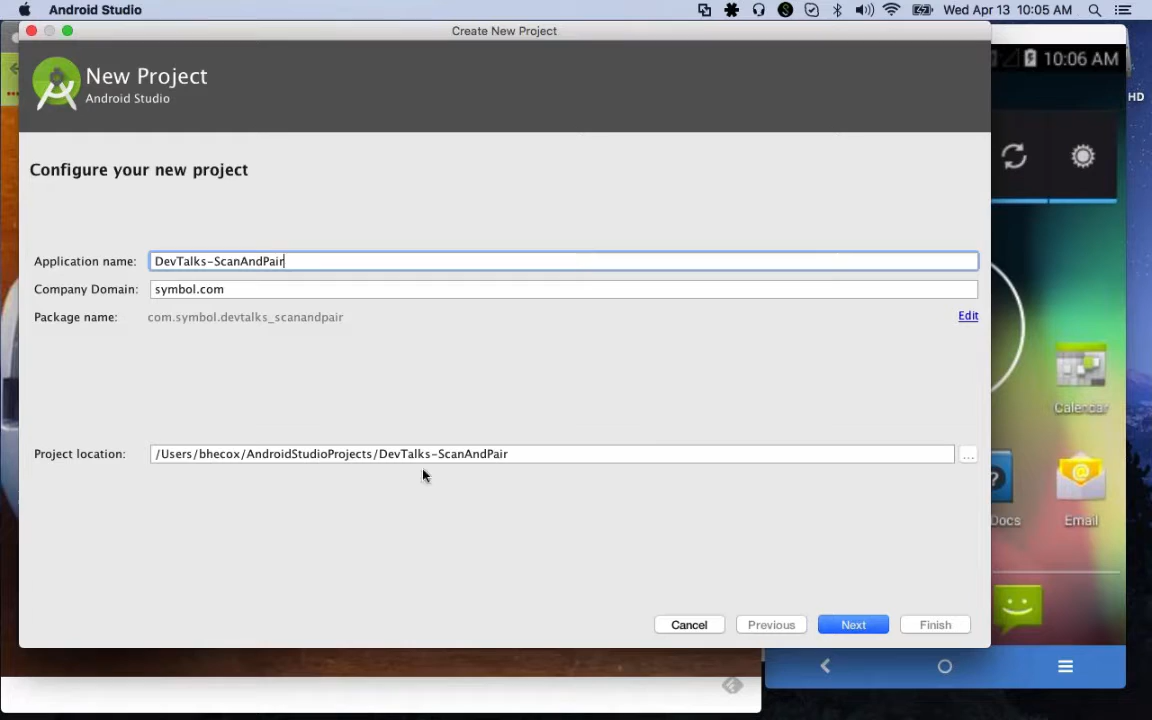 Android Studio
Wed Apr 13 10:05 AM
Create New Project
10:06 AM
New Project
Android Studio
HD
Configure your new project
Application name: DevTalks-ScanAndPair
Company Domain: symbol.com
Package name: com.symbol.devtalks_scanandpair Edit
Calendar
Project location: /Users/bhecox/AndroidStudioProjects/DevTalks-ScanAndPair ...
Docs
Email
Cancel Previous Next Finish